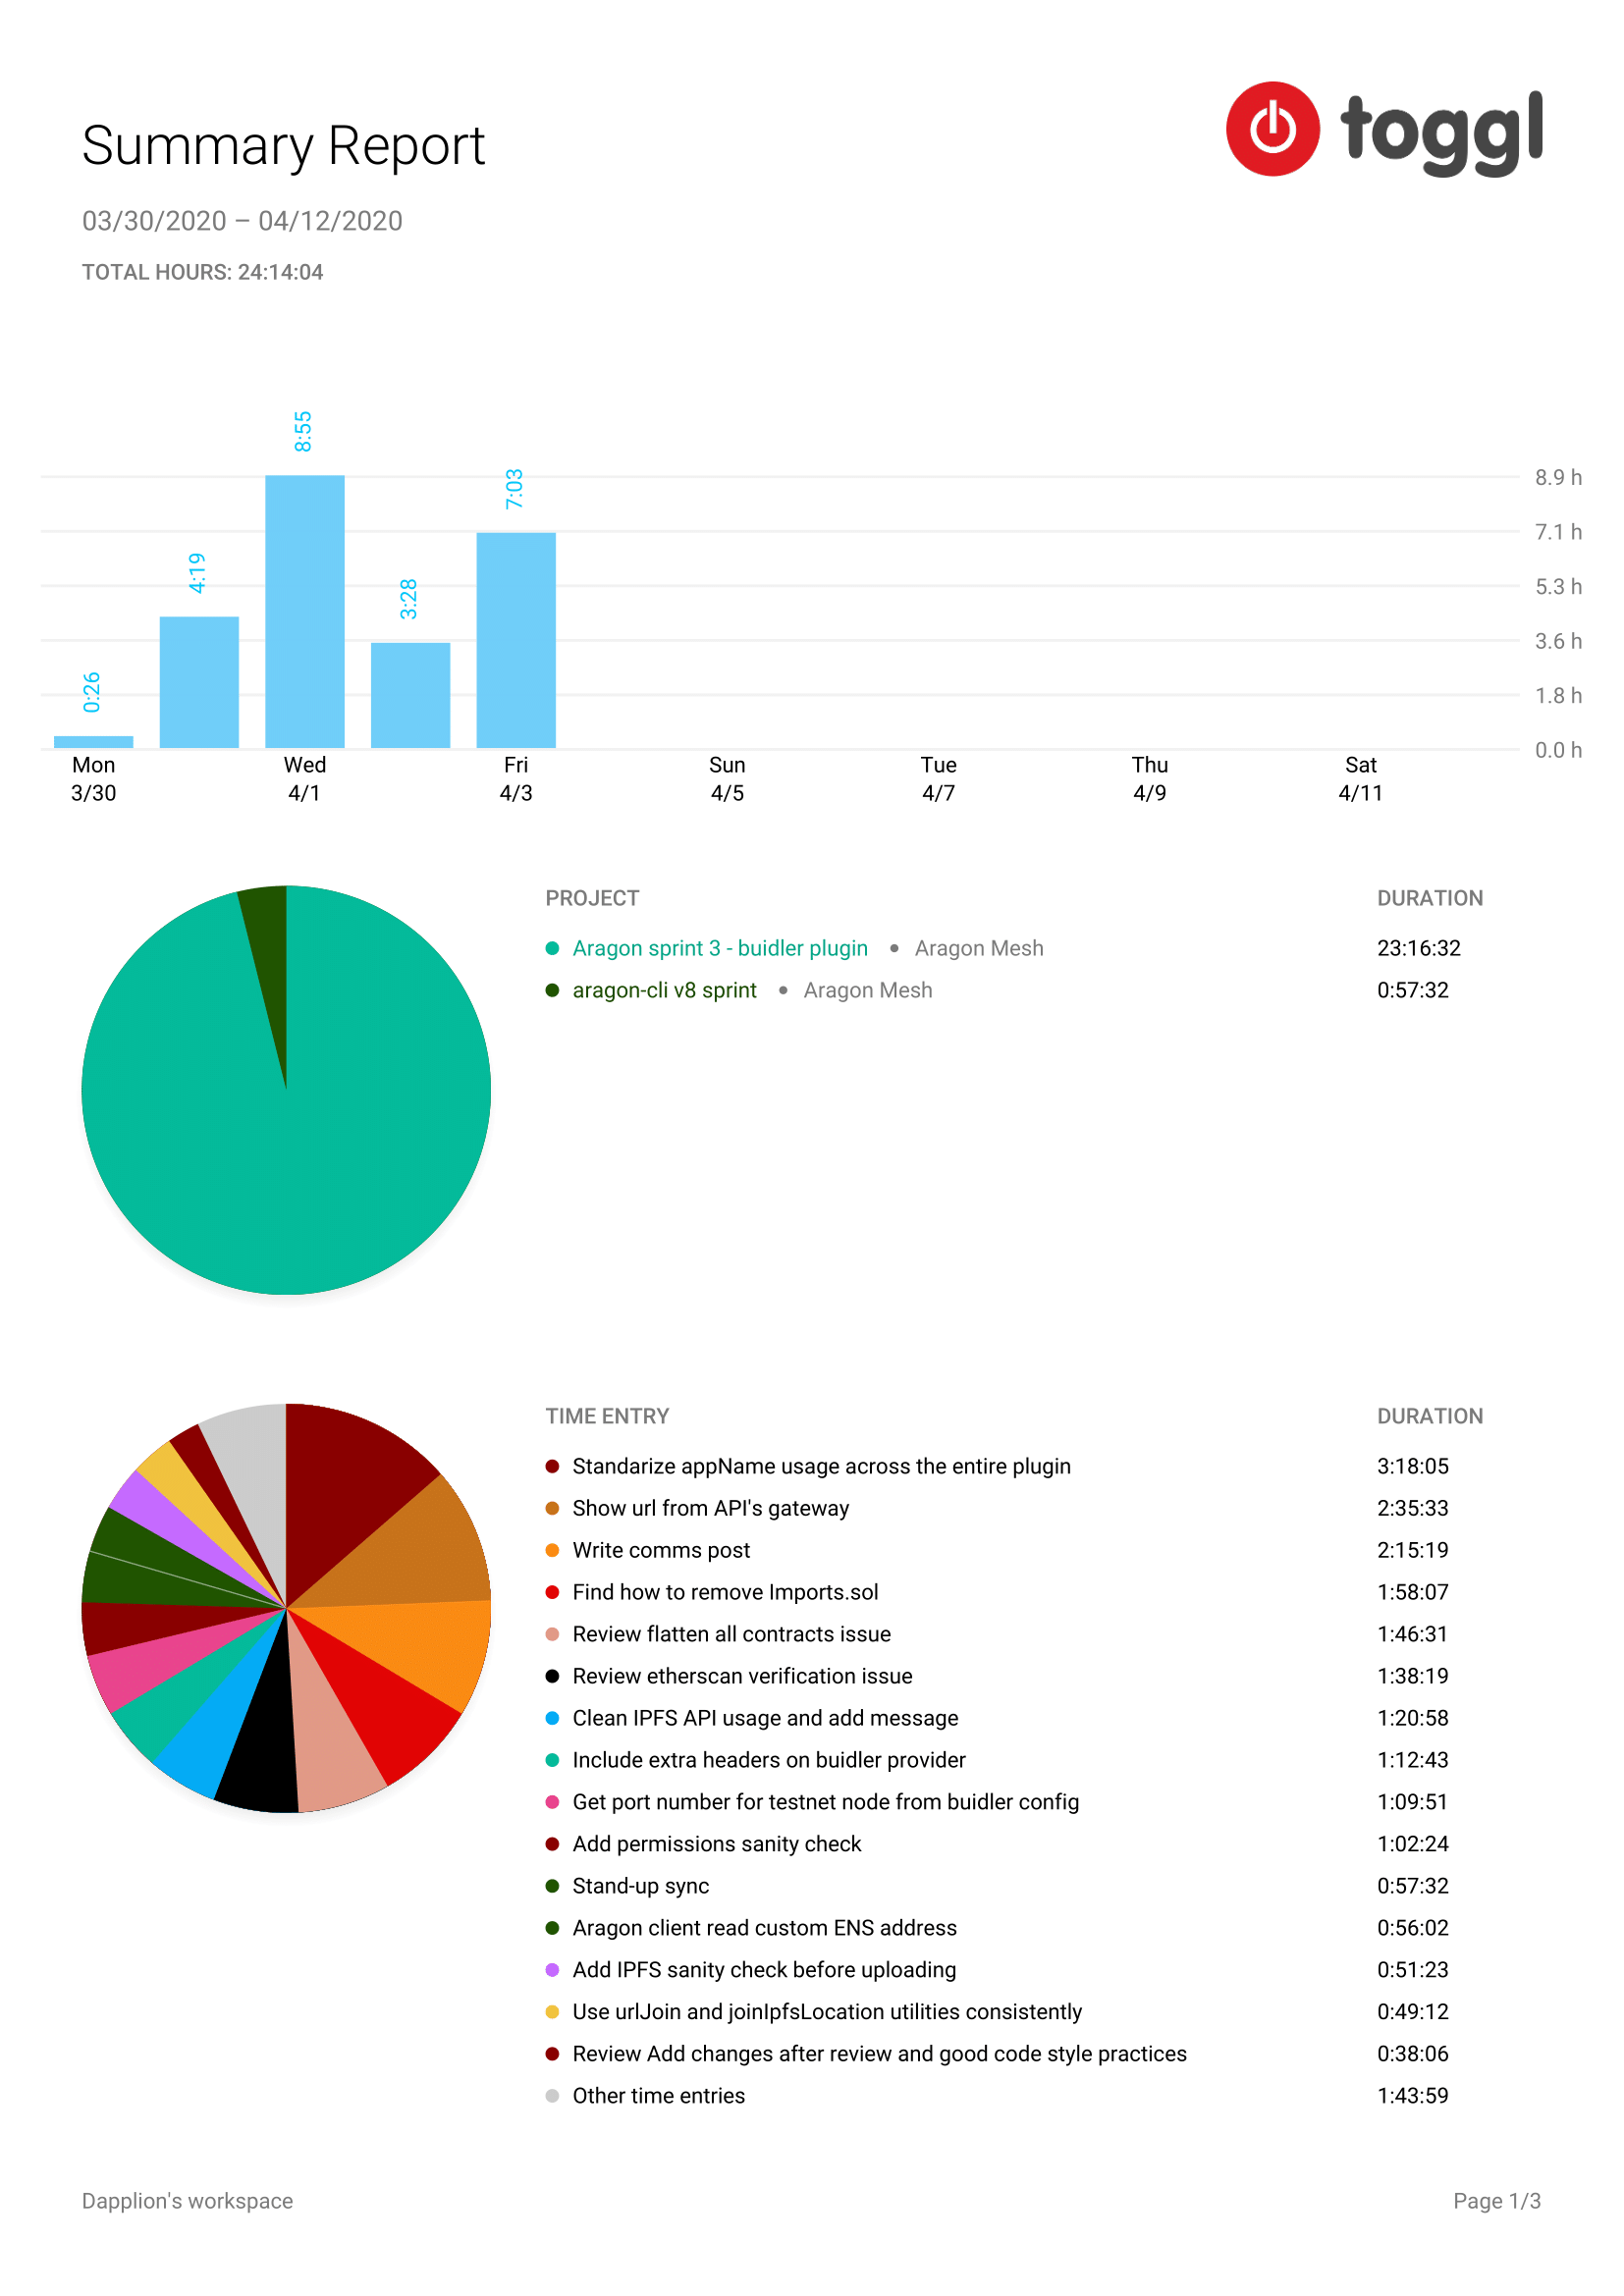 Summary Report
toggl
03/30/2020 – 04/12/2020
TOTAL HOURS: 24:14:04
0:26
4:19
8:55
3:28
7:03
8.9 h
7.1 h
5.3 h
3.6 h
1.8 h
0.0 h
Mon Wed Fri Sun Tue Thu Sat
3/30 4/1 4/3 4/5 4/7 4/9 4/11
PROJECT DURATION
Aragon sprint 3 - buidler plugin • Aragon Mesh 23:16:32
aragon-cli v8 sprint • Aragon Mesh 0:57:32
TIME ENTRY DURATION
Standarize appName usage across the entire plugin 3:18:05
Show url from API's gateway 2:35:33
Write comms post 2:15:19
Find how to remove Imports.sol 1:58:07
Review flatten all contracts issue 1:46:31
Review etherscan verification issue 1:38:19
Clean IPFS API usage and add message 1:20:58
Include extra headers on buidler provider 1:12:43
Get port number for testnet node from buidler config 1:09:51
Add permissions sanity check 1:02:24
Stand-up sync 0:57:32
Aragon client read custom ENS address 0:56:02
Add IPFS sanity check before uploading 0:51:23
Use urlJoin and joinIpfsLocation utilities consistently 0:49:12
Review Add changes after review and good code style practices 0:38:06
Other time entries 1:43:59
Dapplion's workspace Page 1/3